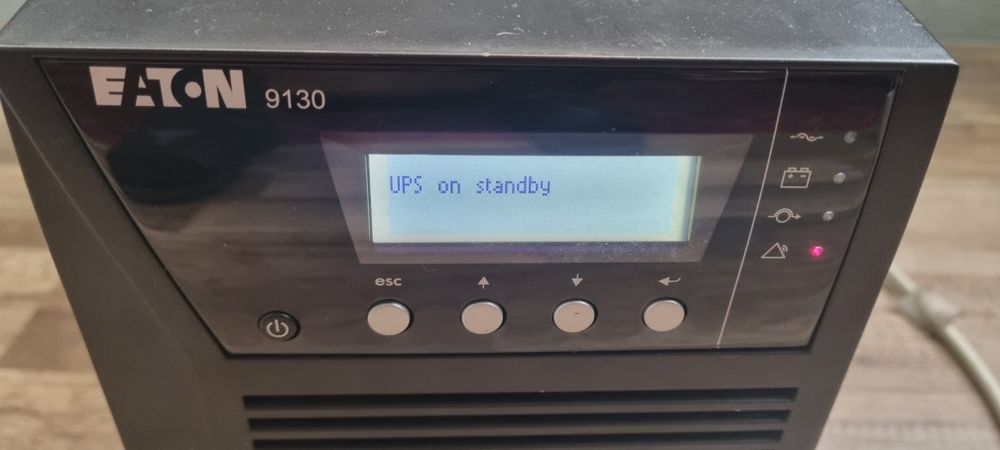 EATON 9130
UPS on standby
esc